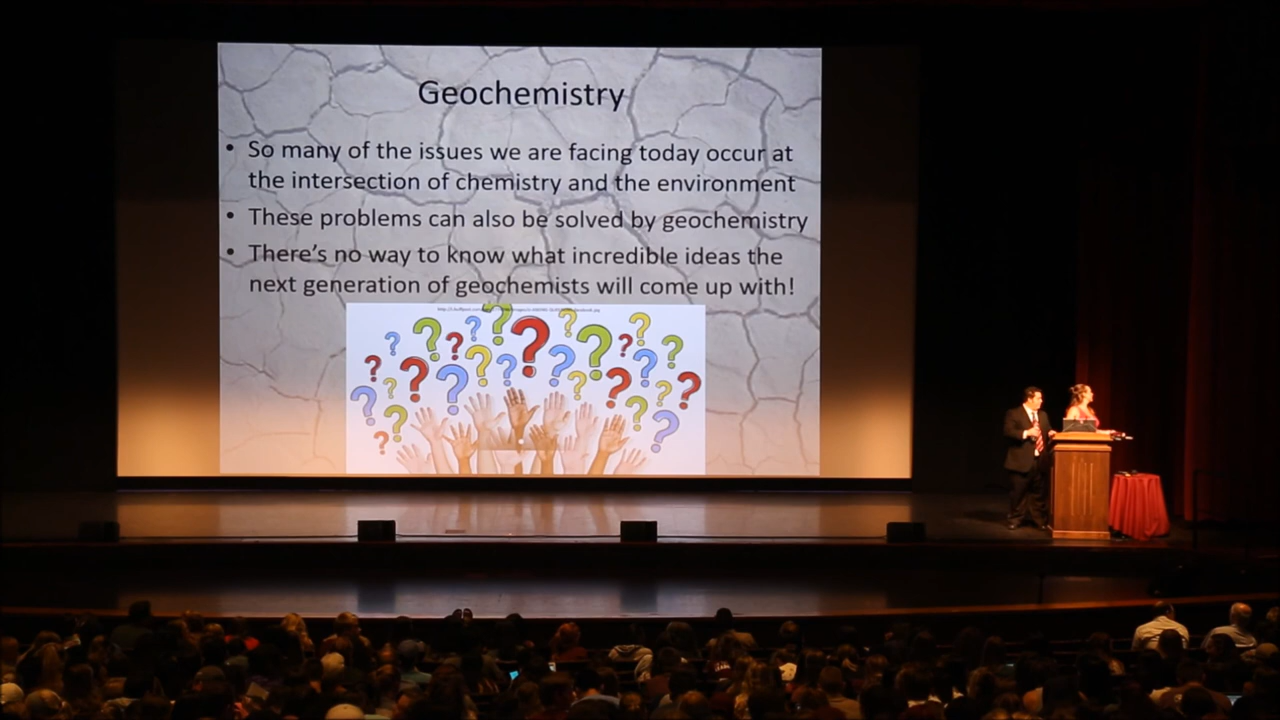 Geochemistry
• So many of the issues we are facing today occur at
the intersection of chemistry and the environment
• These problems can also be solved by geochemistry
• There's no way to know what incredible ideas the
next generation of geochemists will come up with!